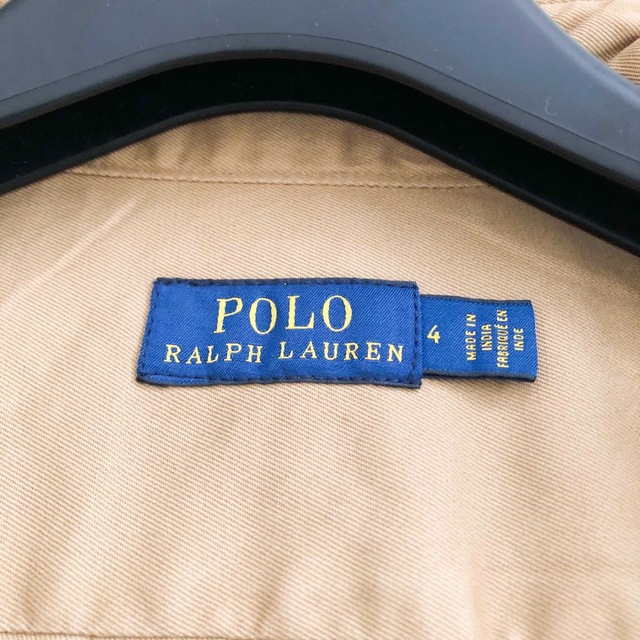 POLO
RALPH LAUREN
4
MADE IN
INDIA
FABRIQUÉ EN
INDE